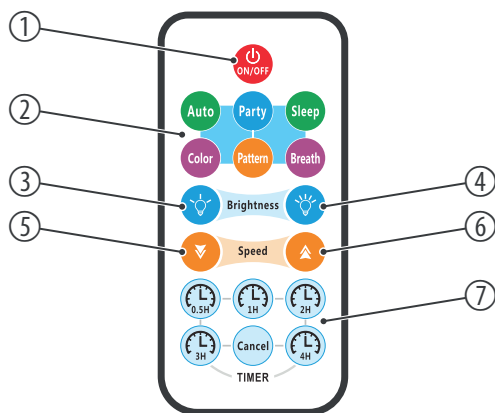 ①
ON/OFF
②
Auto Party Sleep
Color Pattern Breath
③ Brightness ④
⑤ Speed ⑥
0.5H 1H 2H ⑦
3H Cancel 4H
TIMER